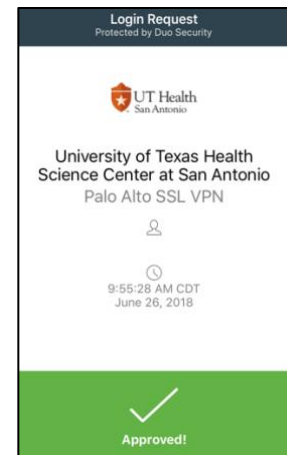 Login Request
Protected by Duo Security
UT Health
San Antonio
University of Texas Health
Science Center at San Antonio
Palo Alto SSL VPN
9:55:28 AM CDT
June 26, 2018
Approved!